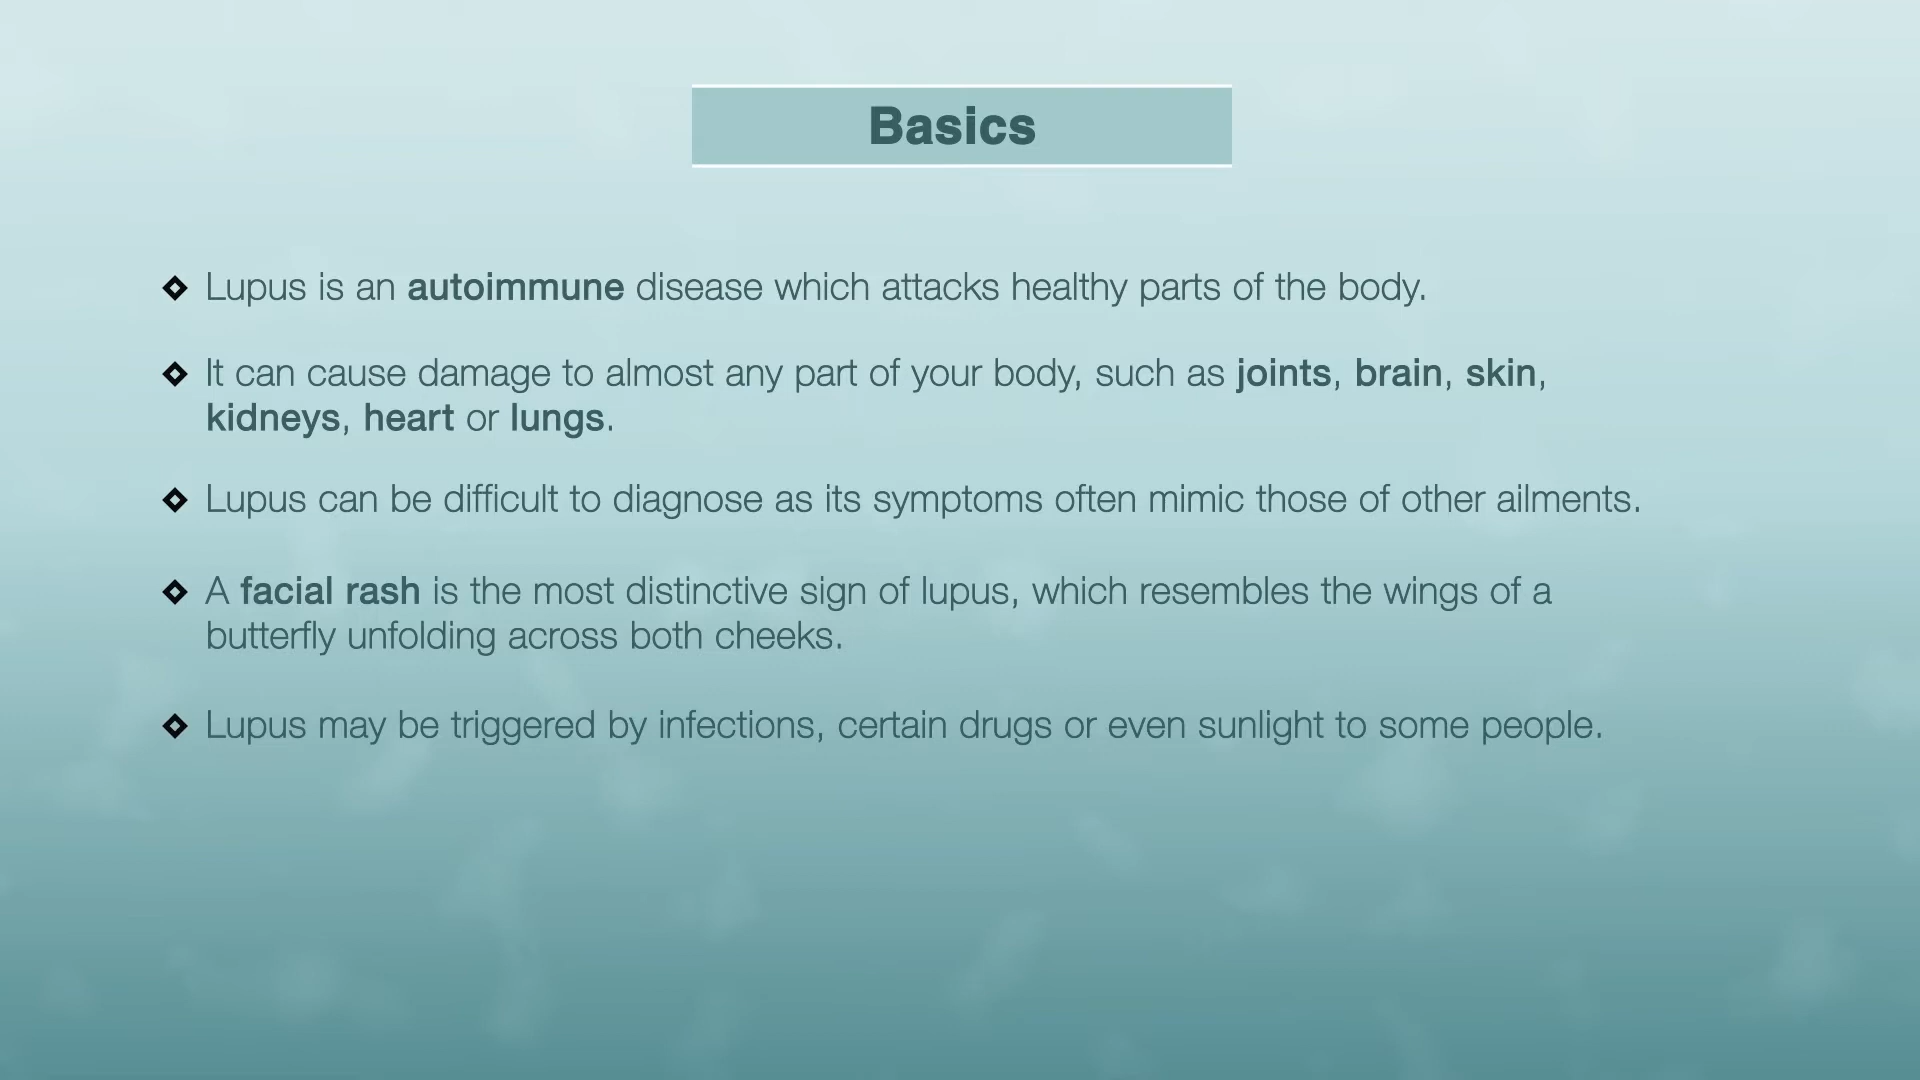 Basics
Lupus is an autoimmune disease which attacks healthy parts of the body.
It can cause damage to almost any part of your body, such as joints, brain, skin,
kidneys, heart or lungs.
Lupus can be difficult to diagnose as its symptoms often mimic those of other ailments.
A facial rash is the most distinctive sign of lupus, which resembles the wings of a
butterfly unfolding across both cheeks.
Lupus may be triggered by infections, certain drugs or even sunlight to some people.